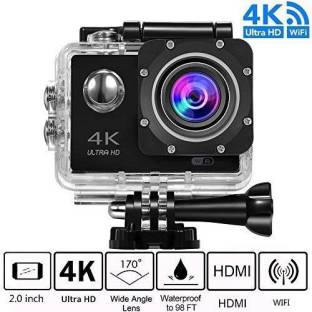 4K
Ultra HD WiFi
4K
ULTRA HD
WiFi
4K 170° HDMI
2.0 inch Ultra HD Wide Angle Lens Waterproof to 98 FT HDMI WIFI